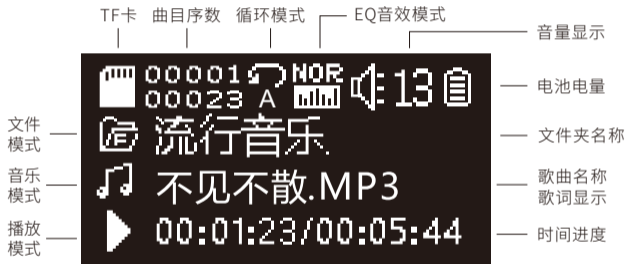 TF卡 曲目序数 循环模式 EQ音效模式
音量显示
00001 NOR 13
00023 A
电池电量
文件
模式
流行音乐
文件夹名称
音乐
模式
不见不散.MP3
歌曲名称
歌词显示
播放
模式
00:01:23/00:05:44
时间进度